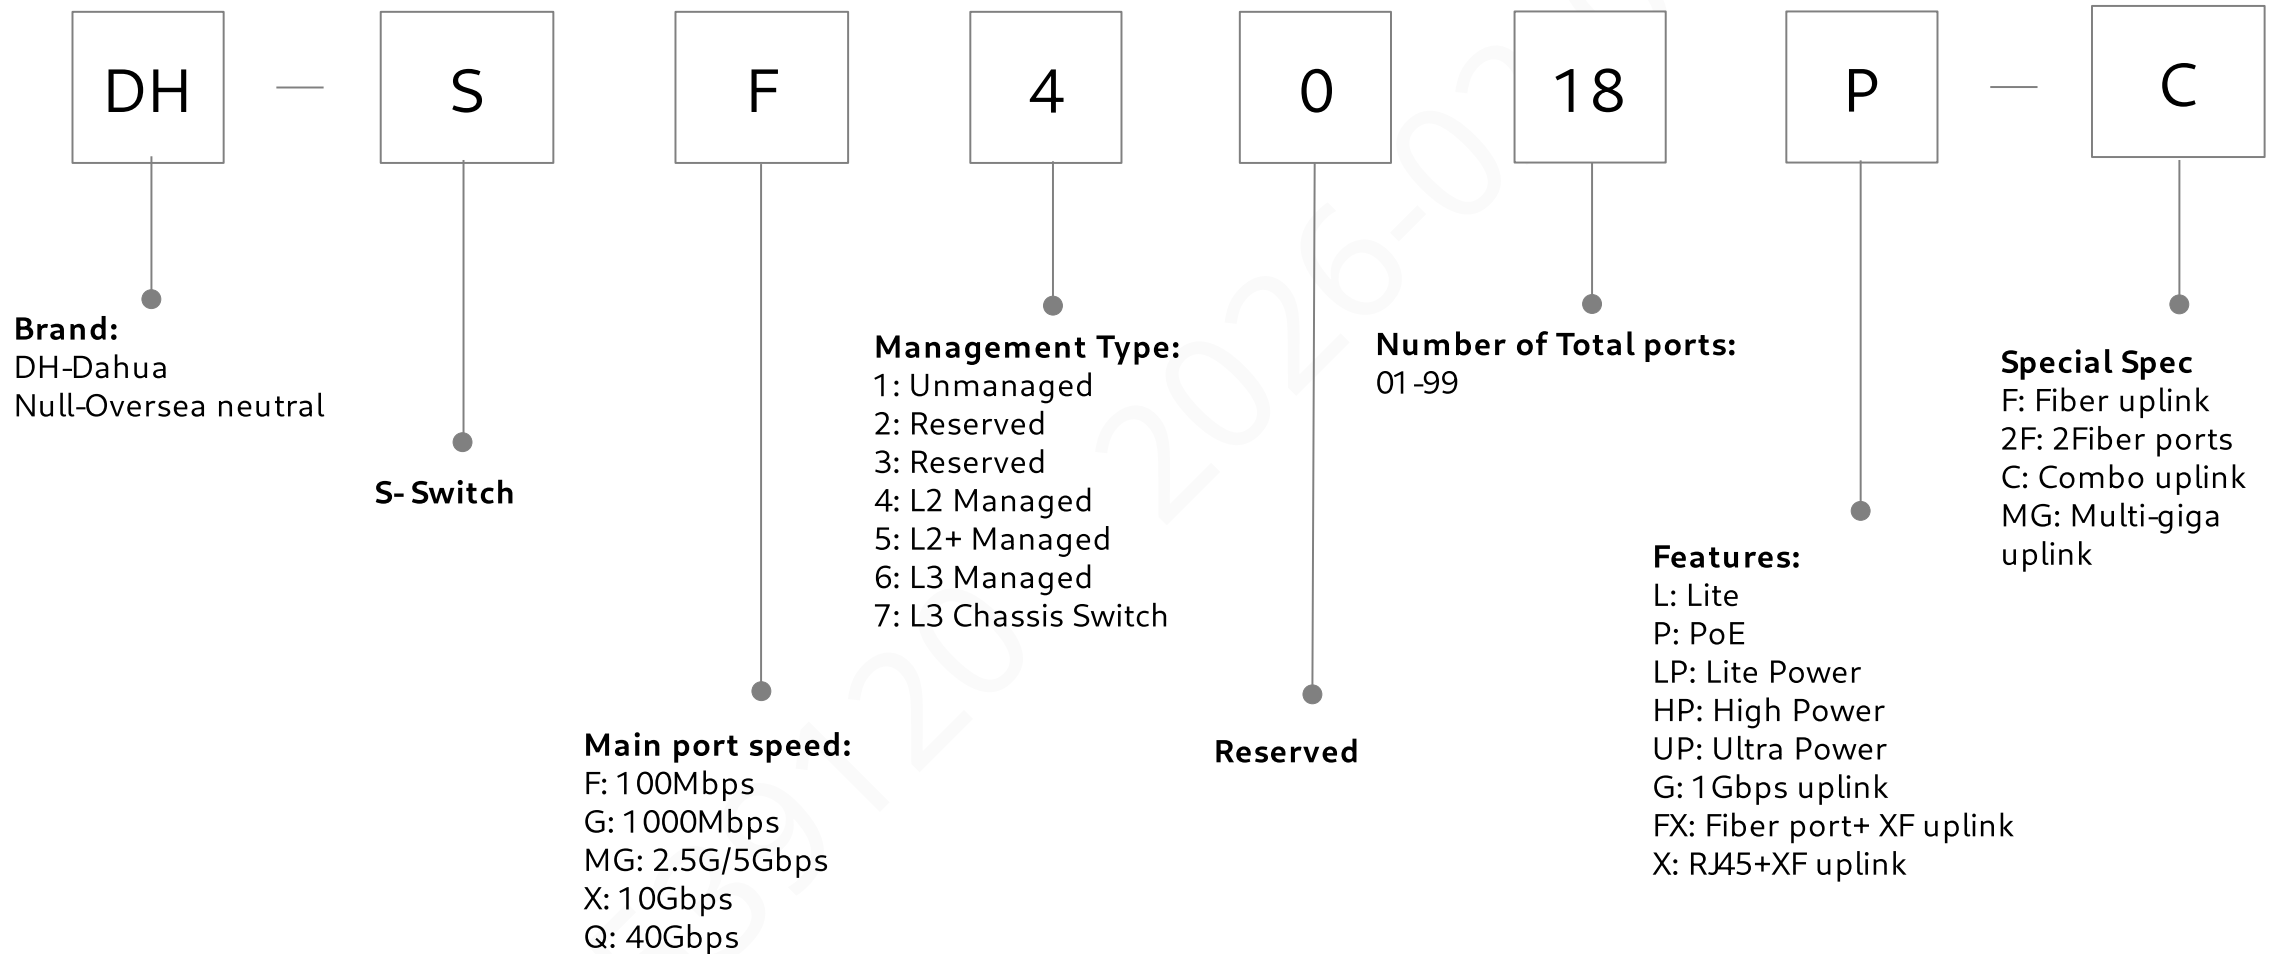 DH — S F 4 0 18 P — C
Brand:
DH-Dahua
Null-Oversea neutral
S-Switch
Main port speed:
F: 100Mbps
G: 1000Mbps
MG: 2.5G/5Gbps
X: 10Gbps
Q: 40Gbps
Management Type:
1: Unmanaged
2: Reserved
3: Reserved
4: L2 Managed
5: L2+ Managed
6: L3 Managed
7: L3 Chassis Switch
Reserved
Number of Total ports:
01-99
Features:
L: Lite
P: PoE
LP: Lite Power
HP: High Power
UP: Ultra Power
G: 1Gbps uplink
FX: Fiber port+ XF uplink
X: RJ45+XF uplink
Special Spec
F: Fiber uplink
2F: 2Fiber ports
C: Combo uplink
MG: Multi-giga
uplink